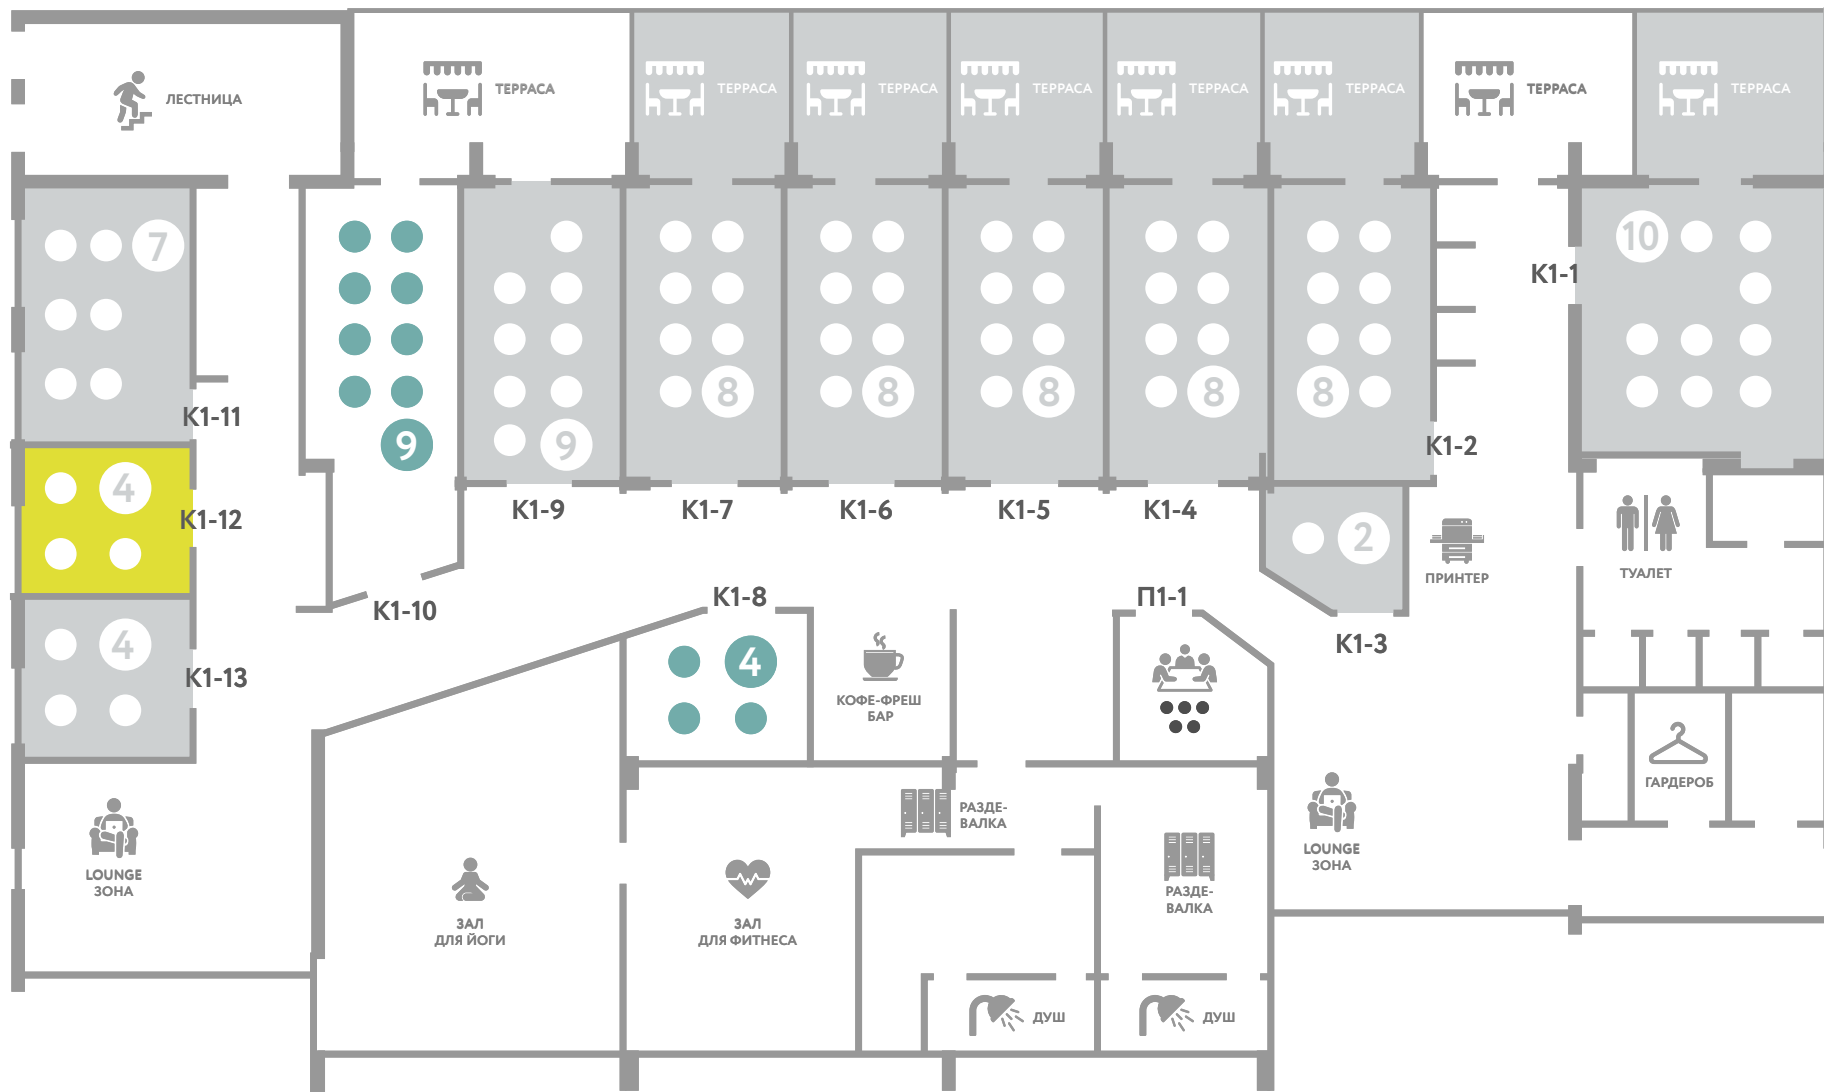 ЛЕСТНИЦА
ТЕРРАСА
ТЕРРАСА
ТЕРРАСА
ТЕРРАСА
ТЕРРАСА
ТЕРРАСА
ТЕРРАСА
ТЕРРАСА
7
10
К1-1
8
8
8
8
8
К1-11
9
9
К1-2
4
К1-12
К1-9
К1-7
К1-6
К1-5
К1-4
2
ПРИНТЕР
ТУАЛЕТ
К1-10
К1-8
П1-1
К1-3
4
К1-13
4
КОФЕ-ФРЕШ
БАР
ГАРДЕРОБ
РАЗДЕ-
ВАЛКА
LOUNGE
ЗОНА
LOUNGE
ЗОНА
РАЗДЕ-
ВАЛКА
ЗАЛ
ДЛЯ ЙОГИ
ЗАЛ
ДЛЯ ФИТНЕСА
ДУШ
ДУШ